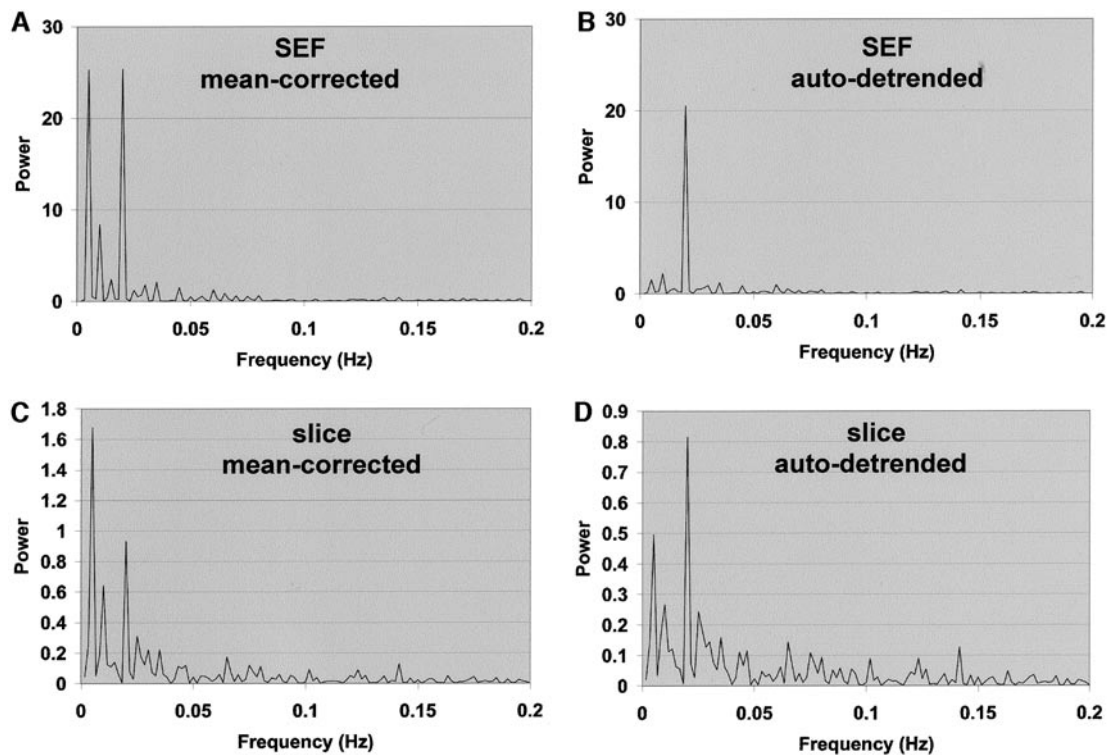 A
SEF
mean-corrected
30
20
10
0
Power
0
0.05
0.1
0.15
0.2
Frequency (Hz)
B
SEF
auto-detrended
30
20
10
0
Power
0
0.05
0.1
0.15
0.2
Frequency (Hz)
C
slice
mean-corrected
1.8
1.6
1.4
1.2
1
0.8
0.6
0.4
0.2
0
Power
0
0.05
0.1
0.15
0.2
Frequency (Hz)
D
slice
auto-detrended
0.9
0.8
0.7
0.6
0.5
0.4
0.3
0.2
0.1
0
Power
0
0.05
0.1
0.15
0.2
Frequency (Hz)